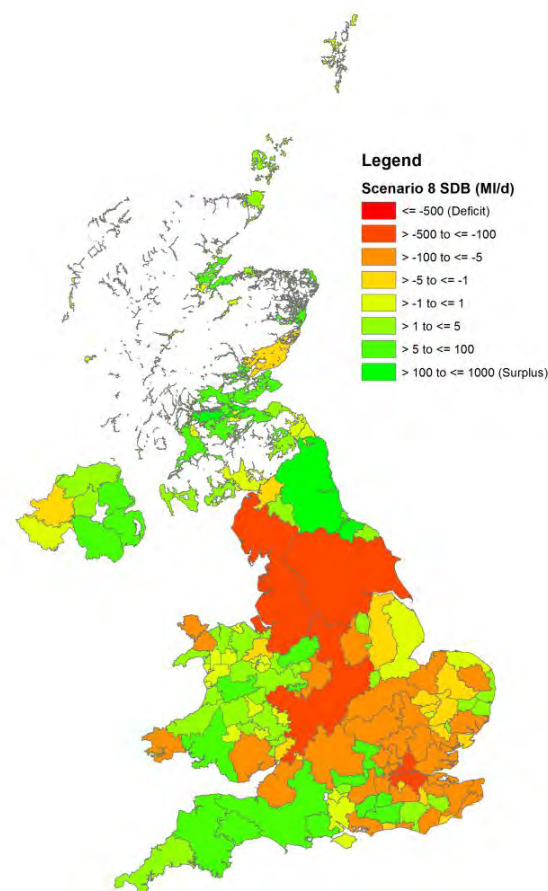 Legend
Scenario 8 SDB (Ml/d)
<= -500 (Deficit)
> -500 to <= -100
> -100 to <= -5
> -5 to <= -1
> -1 to <= 1
> 1 to <= 5
> 5 to <= 100
> 100 to <= 1000 (Surplus)